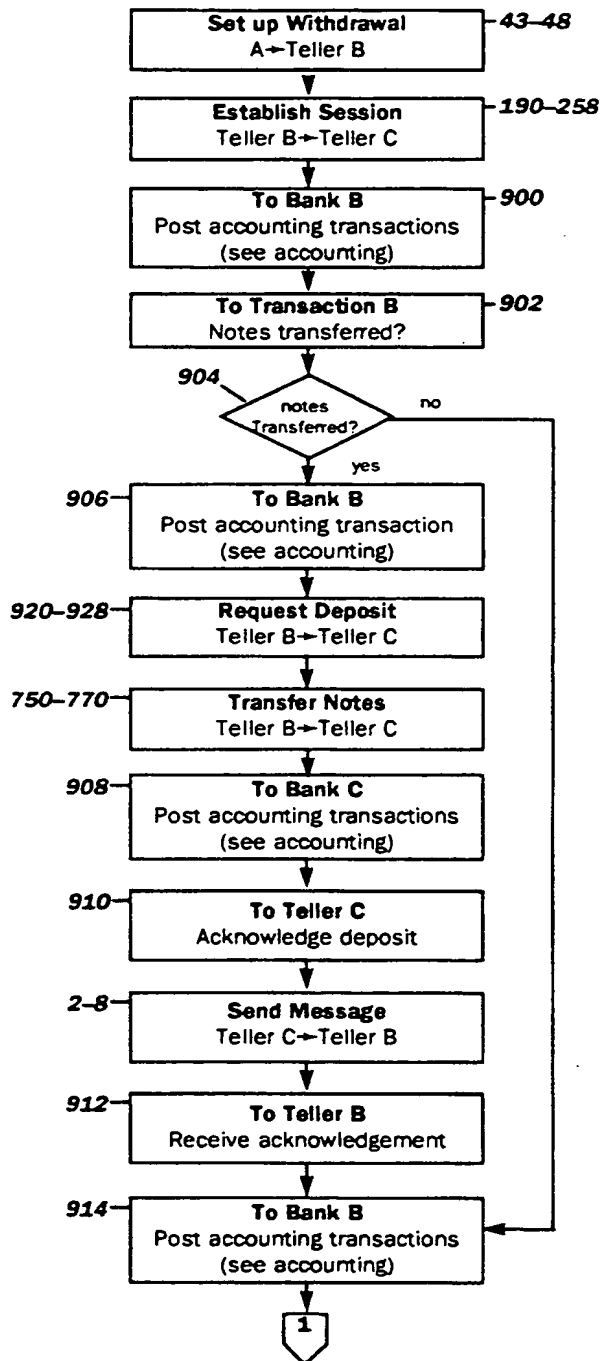 Set up Withdrawal
A→Teller B
43–48
Establish Session
Teller B→Teller C
190–258
To Bank B
Post accounting transactions
(see accounting)
900
To Transaction B
Notes transferred?
902
904
notes
Transferred?
no
yes
906
To Bank B
Post accounting transaction
(see accounting)
920–928
Request Deposit
Teller B→Teller C
750–770
Transfer Notes
Teller B→Teller C
908
To Bank C
Post accounting transactions
(see accounting)
910
To Teller C
Acknowledge deposit
2–8
Send Message
Teller C→Teller B
912
To Teller B
Receive acknowledgement
914
To Bank B
Post accounting transactions
(see accounting)
1